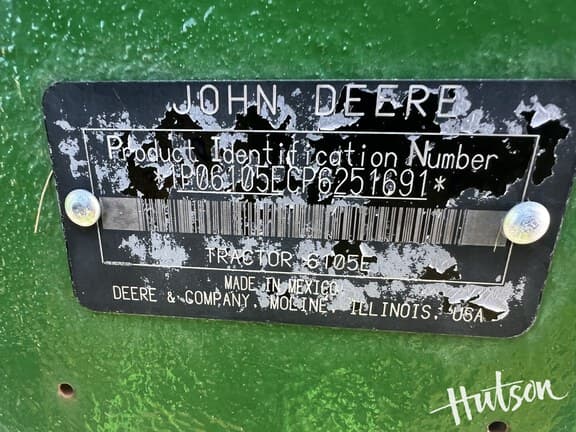 JOHN DEERE
Product Identification Number
*1P06105ECP6251691*
TRACTOR 6105E
MADE IN MEXICO
DEERE & COMPANY, MOLINE, ILLINOIS, USA
Hutson